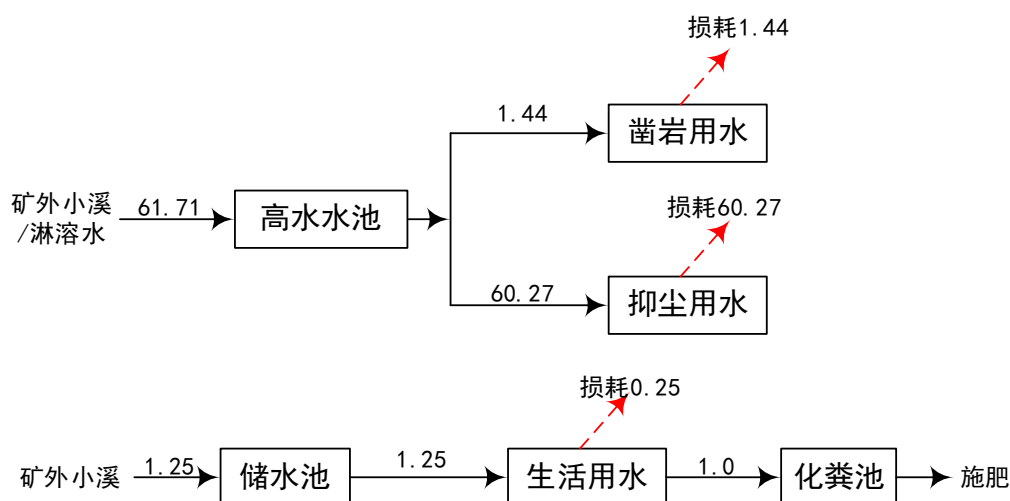 损耗1.44
1.44
凿岩用水
矿外小溪
/淋溶水
61.71
高水水池
损耗60.27
60.27
抑尘用水
损耗0.25
矿外小溪
1.25
储水池
1.25
生活用水
1.0
化粪池
施肥